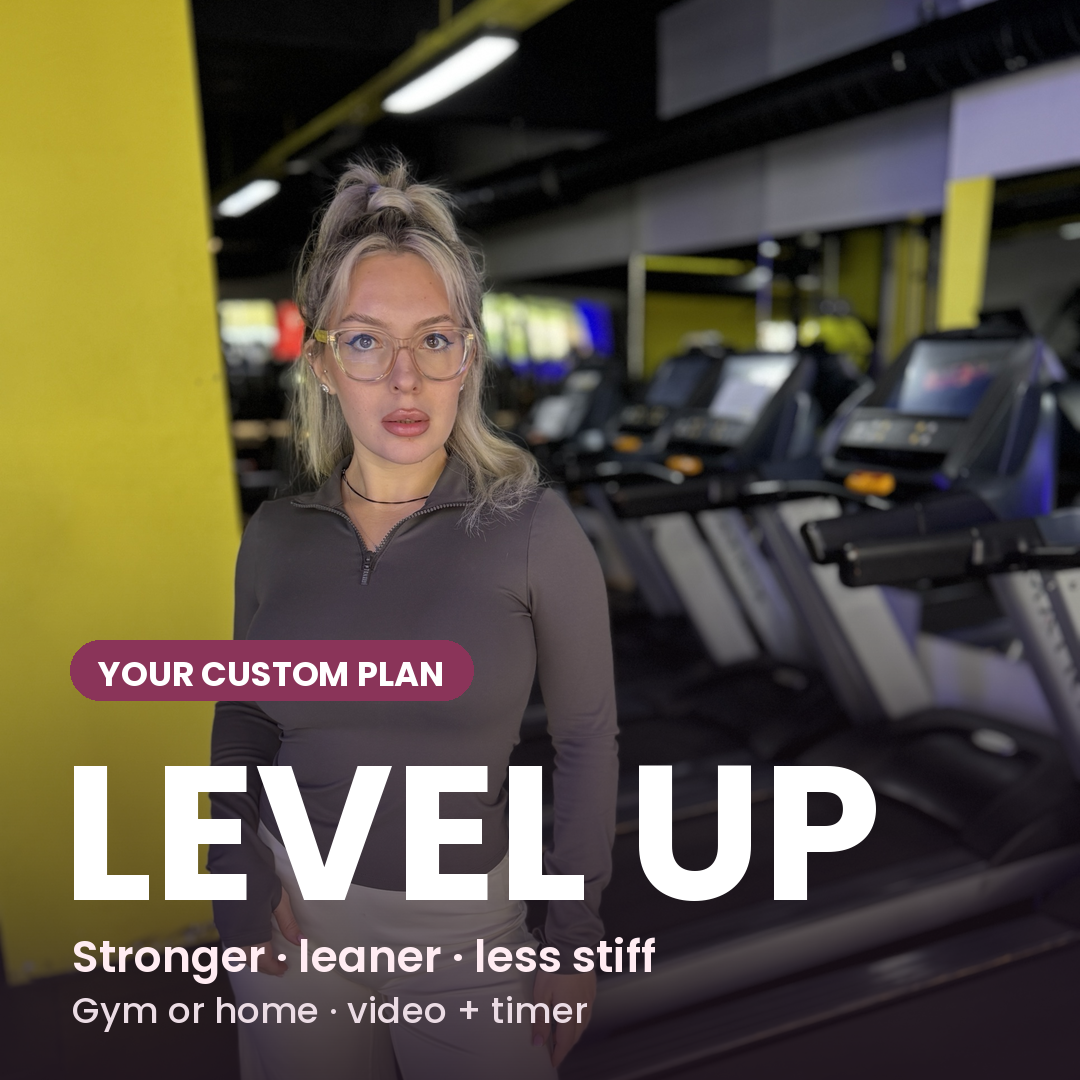 YOUR CUSTOM PLAN
LEVEL UP
Stronger · leaner · less stiff
Gym or home · video + timer